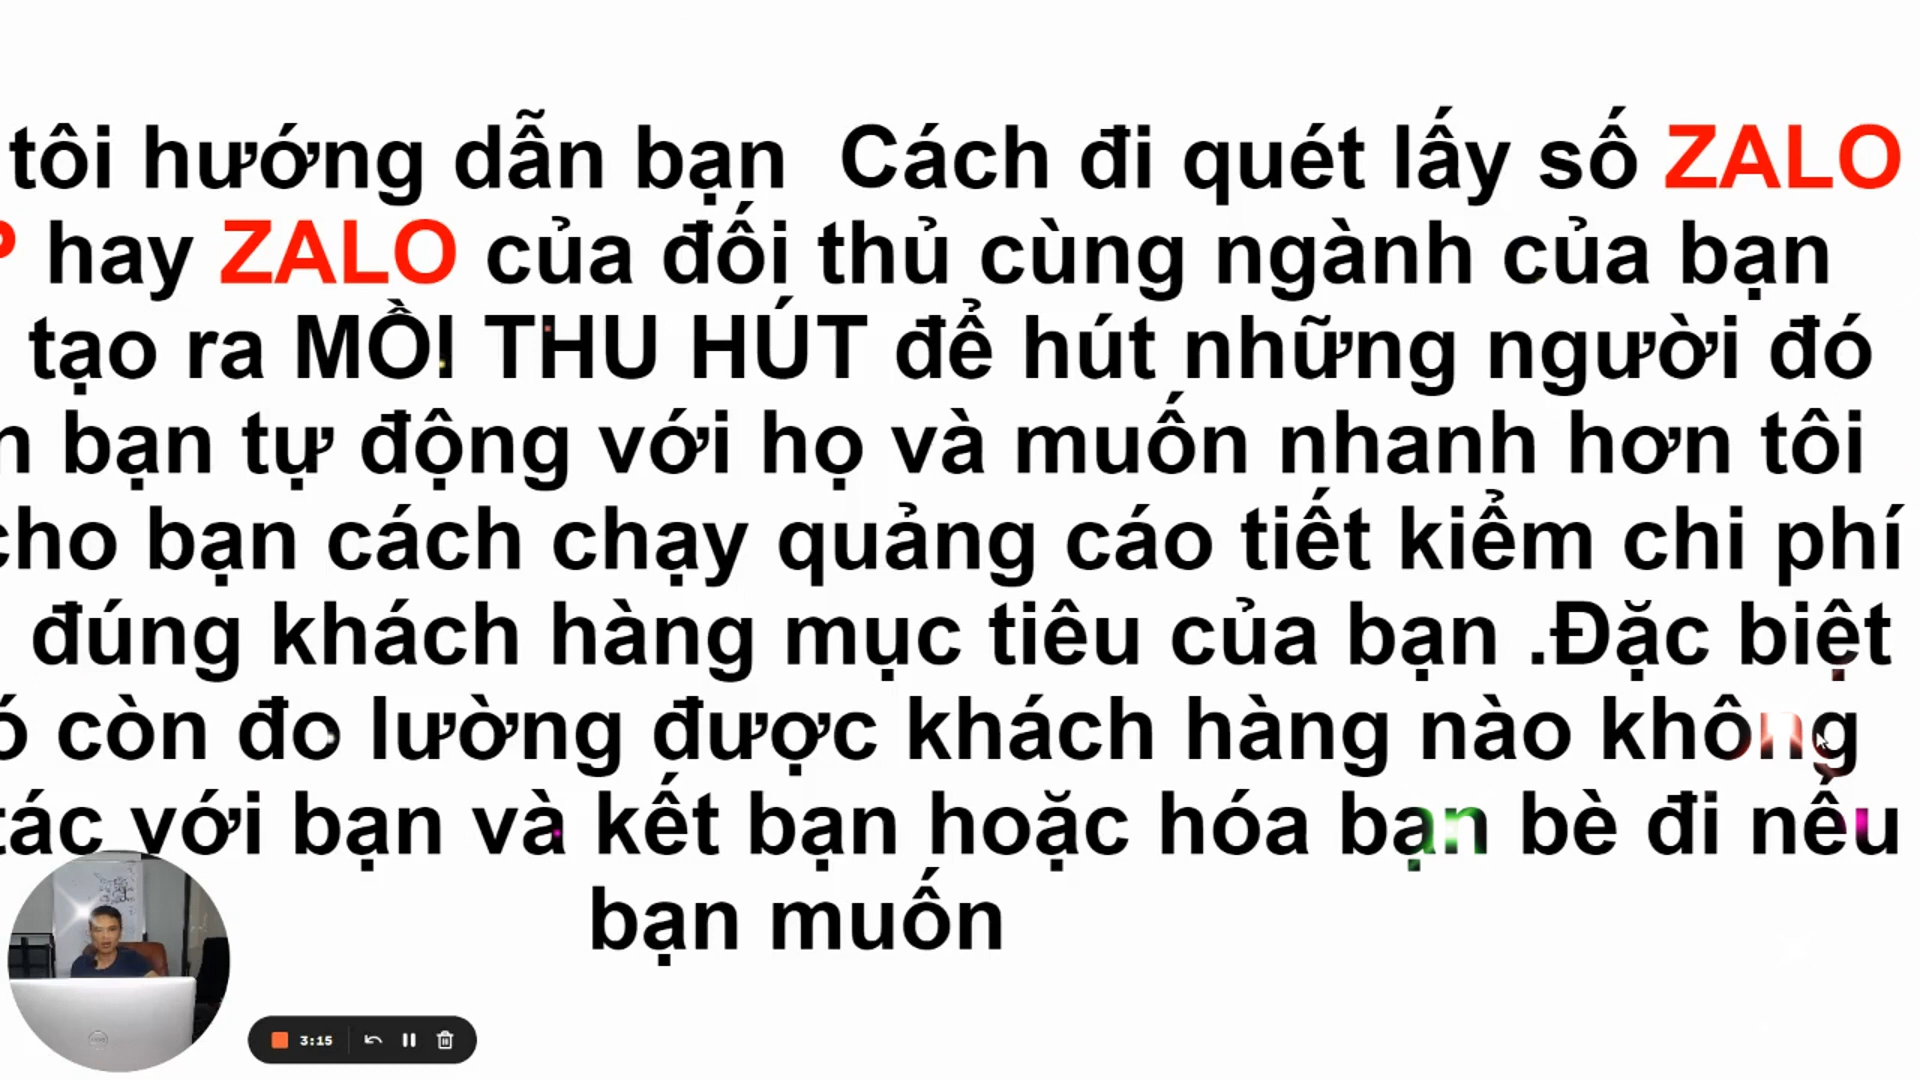 tôi hướng dẫn bạn Cách đi quét lấy số ZALO
hay ZALO của đối thủ cùng ngành của bạn
tạo ra MỒI THU HÚT để hút những người đó
bạn tự động với họ và muốn nhanh hơn tôi
cho bạn cách chạy quảng cáo tiết kiểm chi phí
đúng khách hàng mục tiêu của bạn .Đặc biệt
còn đo lường được khách hàng nào không
tác với bạn và kết bạn hoặc hóa bạn bè đi nếu
bạn muốn
3:15